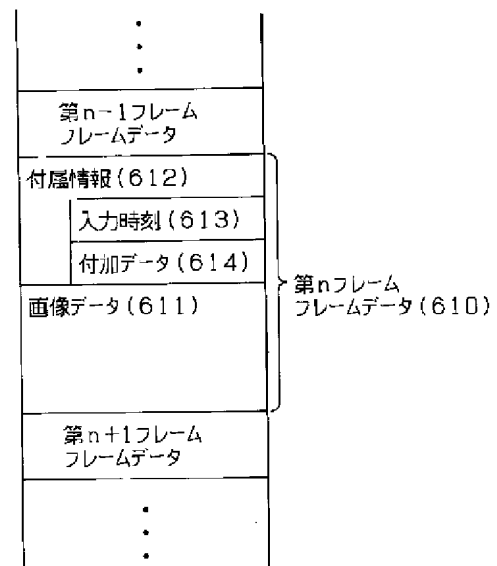 第n−1フレーム
フレームデータ
付属情報(612)
入力時刻(613)
付加データ(614)
第nフレーム
フレームデータ(610)
画像データ(611)
第n+1フレーム
フレームデータ